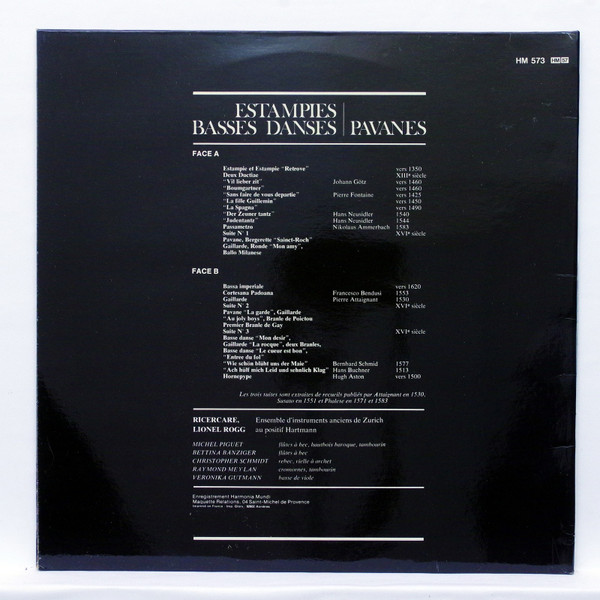 HM 573 HM 57
ESTAMPIES
BASSES DANSES | PAVANES
FACE A
Estampie et Estampie "Retrove" vers 1350
Deux Ductiae XIIIe siècle
"Vil lieber zit" Johann Götz vers 1460
"Boumgartner" vers 1460
"Sans faire de vous departie" Pierre Fontaine vers 1425
"La fille Guillemin" vers 1450
"La Spagna" vers 1490
"Der Zeuner tantz" Hans Neusidler 1540
"Judentantz" Hans Neusidler 1544
Passametzo Nikolaus Ammerbach 1583
Suite N° 1 XVIe siècle
Pavane, Bergerette "Sainct-Roch"
Gaillarde, Ronde "Mon amy",
Ballo Milanese
FACE B
Bassa imperiale vers 1620
Cortesana Padoana Francesco Bendusi 1553
Gaillarde Pierre Attaignant 1530
Suite N° 2 XVIe siècle
Pavane "La garde", Gaillarde
"Au joly boys", Branle de Poictou
Premier Branle de Gay
Suite N° 3 XVIe siècle
Basse danse "Mon desir",
Gaillarde "La rocque", deux Branles,
Basse danse "Le cueur est bon",
"Entree du fol"
"Wie schön blüht uns der Maie" Bernhard Schmid 1577
"Ach hülf mich Leid und sehnlich Klag" Hans Buchner 1513
Hornepype Hugh Aston vers 1500
Les trois suites sont extraites de recueils publiés par Attaignant en 1530,
Susato en 1551 et Phalese en 1571 et 1583
RICERCARE, Ensemble d'instruments anciens de Zurich
LIONEL ROGG au positif Hartmann
MICHEL PIGUET flûtes à bec, hautbois baroque, tambourin
BETTINA BANZIGER flûtes à bec
CHRISTOPHER SCHMIDT rebec, vielle à archet
RAYMOND MEYLAN cromornes, tambourin
VERONIKA GUTMANN basse de viole
Enregistrement Harmonia Mundi
Maquette Relations, 04 Saint-Michel de Provence
Imprimé en France - Imp. Asnières